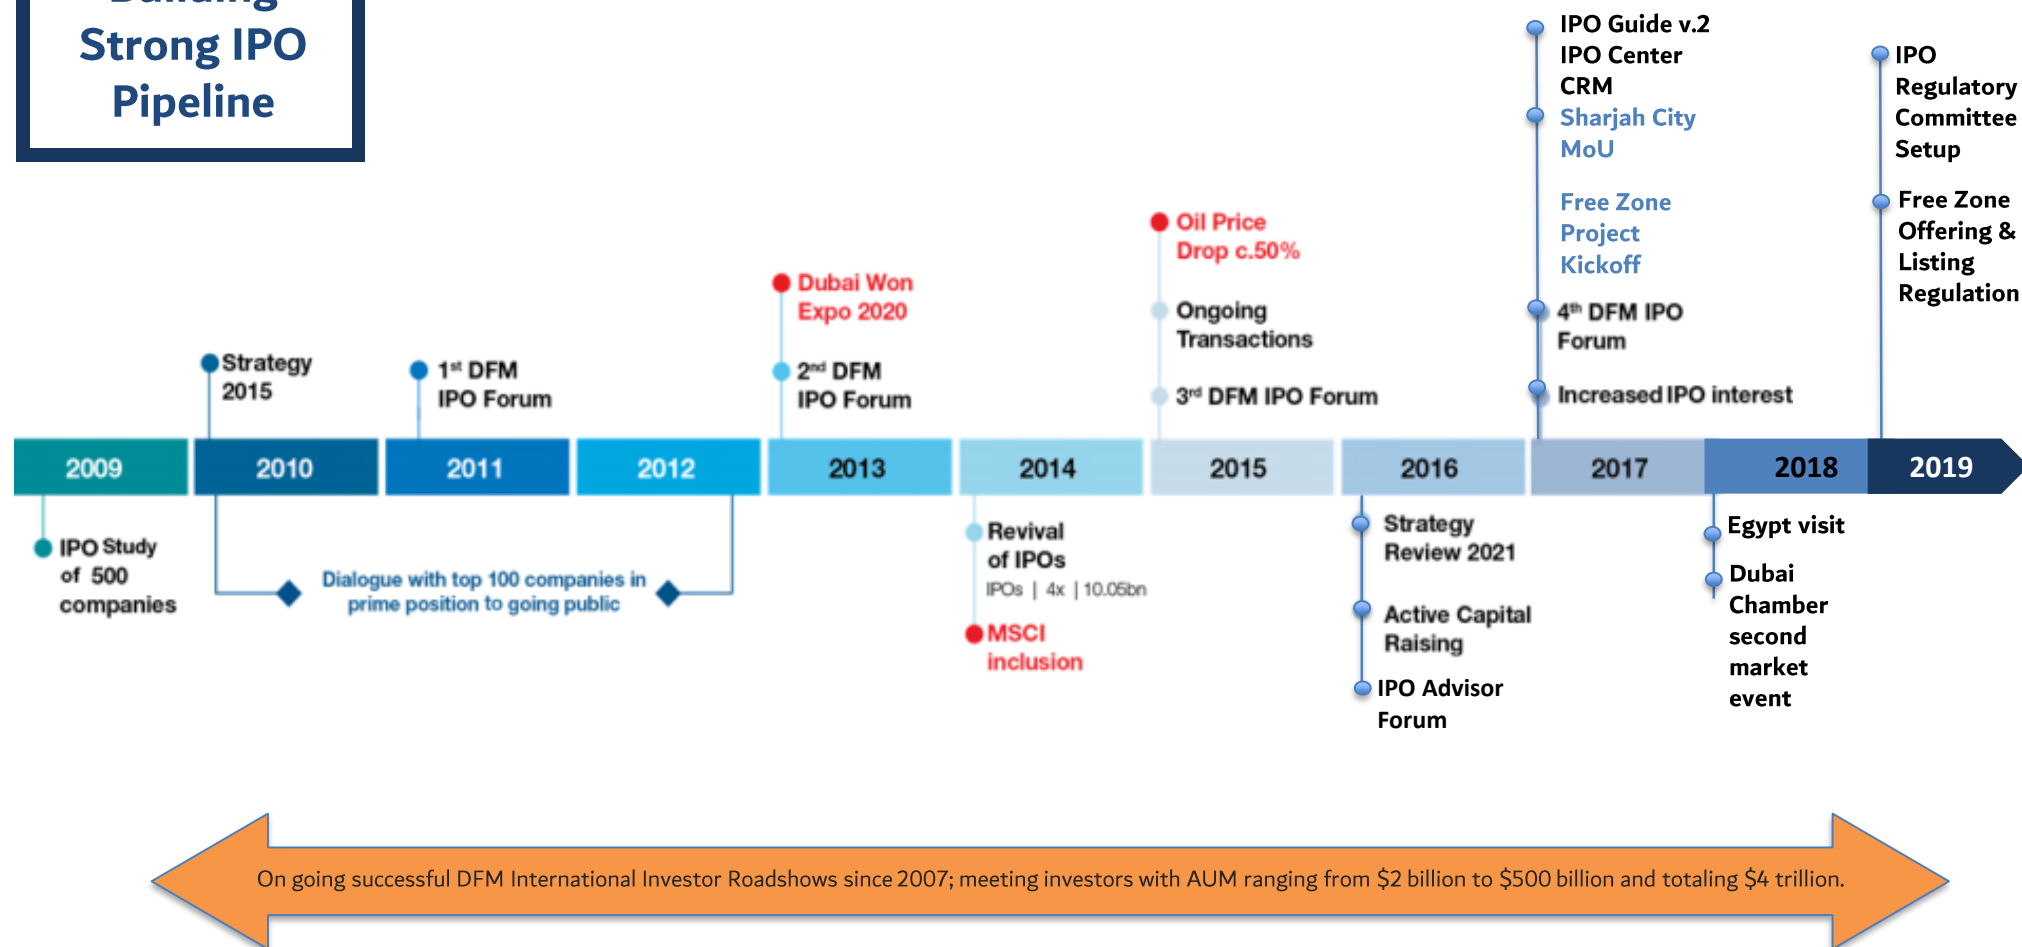 Building
Strong IPO
Pipeline
IPO Guide v.2
IPO Center
CRM
Sharjah City
MoU
Free Zone
Project
Kickoff
4th DFM IPO
Forum
Increased IPO interest
IPO
Regulatory
Committee
Setup
Free Zone
Offering &
Listing
Regulation
Oil Price
Drop c.50%
Ongoing
Transactions
3rd DFM IPO Forum
Dubai Won
Expo 2020
2nd DFM
IPO Forum
1st DFM
IPO Forum
Strategy
2015
2009
2010
2011
2012
2013
2014
2015
2016
2017
2018
2019
IPO Study
of 500
companies
Dialogue with top 100 companies in
prime position to going public
Revival
of IPOs
IPOs | 4x | 10.05bn
MSCI
inclusion
Strategy
Review 2021
Active Capital
Raising
IPO Advisor
Forum
Egypt visit
Dubai
Chamber
second
market
event
On going successful DFM International Investor Roadshows since 2007; meeting investors with AUM ranging from $2 billion to $500 billion and totaling $4 trillion.